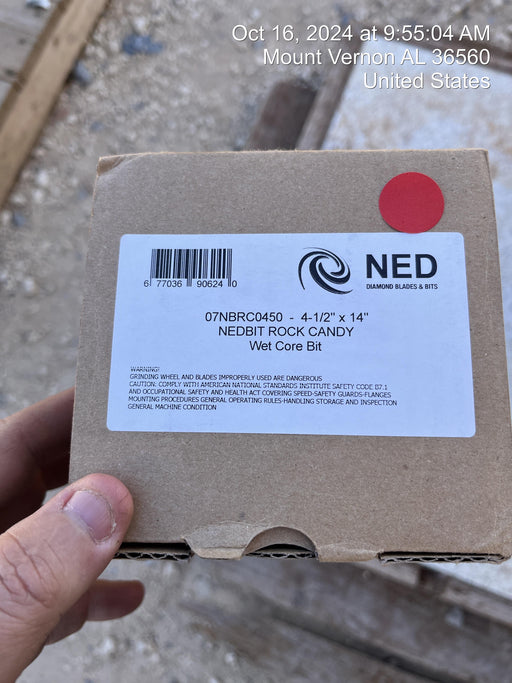 Oct 16, 2024 at 9:55:04 AM
Mount Vernon AL 36560
United States
6 77036 90624 0
NED
DIAMOND BLADES & BITS
07NBRC0450 - 4-1/2" x 14"
NEDBIT ROCK CANDY
Wet Core Bit
WARNING!
GRINDING WHEEL AND BLADES IMPROPERLY USED ARE DANGEROUS
CAUTION: COMPLY WITH AMERICAN NATIONAL STANDARDS INSTITUTE SAFETY CODE B7.1
AND OCCUPATIONAL SAFETY AND HEALTH ACT COVERING SPEED-SAFETY GUARDS-FLANGES
MOUNTING PROCEDURES GENERAL OPERATING RULES-HANDLING STORAGE AND INSPECTION
GENERAL MACHINE CONDITION